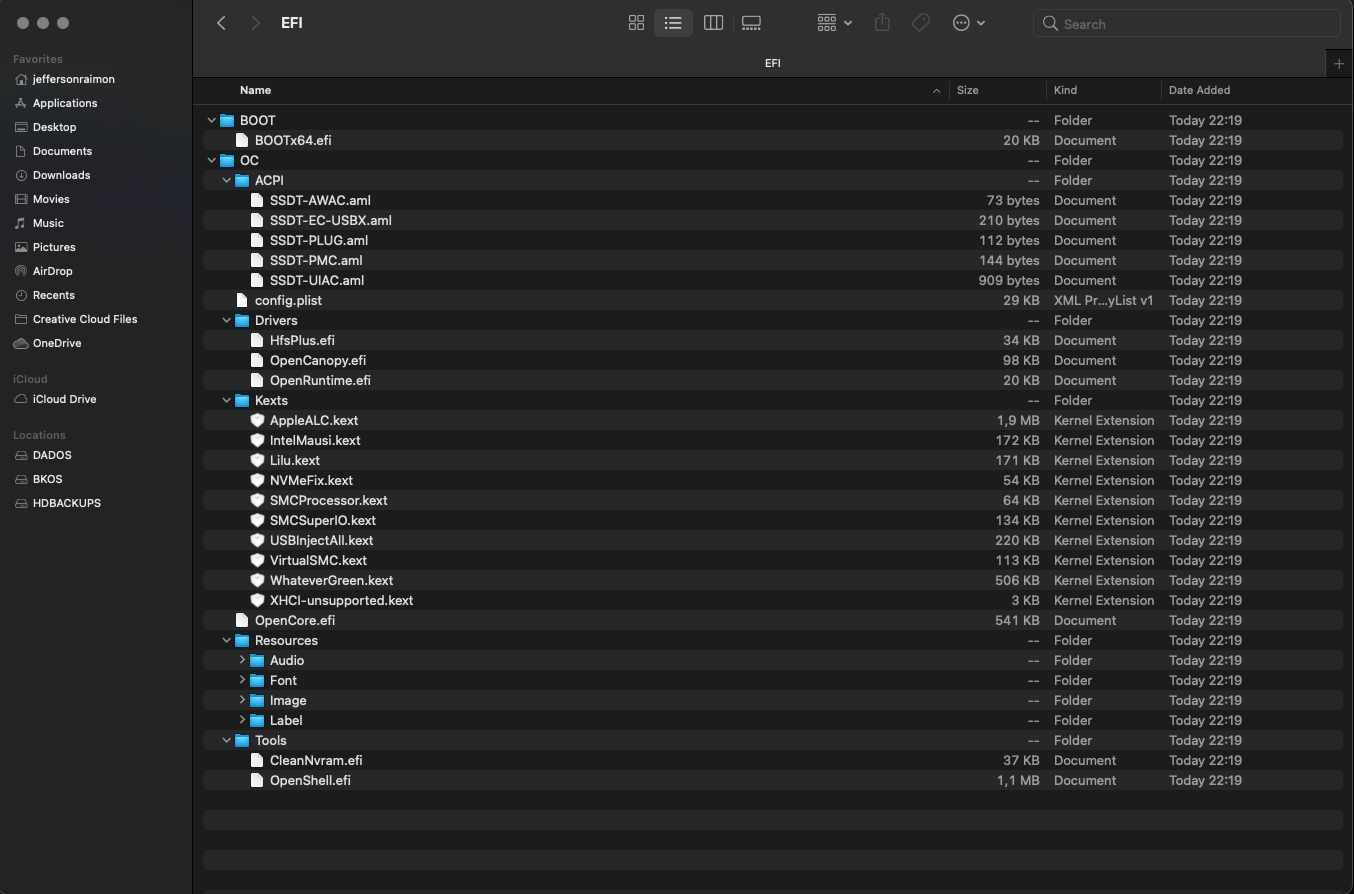 EFI
Search
EFI
Favorites
jeffersonraimon
Applications
Desktop
Documents
Downloads
Movies
Music
Pictures
AirDrop
Recents
Creative Cloud Files
OneDrive
iCloud
iCloud Drive
Locations
DADOS
BKOS
HDBACKUPS
Name Size Kind Date Added
BOOT -- Folder Today 22:19
BOOTx64.efi 20 KB Document Today 22:19
OC -- Folder Today 22:19
ACPI -- Folder Today 22:19
SSDT-AWAC.aml 73 bytes Document Today 22:19
SSDT-EC-USBX.aml 210 bytes Document Today 22:19
SSDT-PLUG.aml 112 bytes Document Today 22:19
SSDT-PMC.aml 144 bytes Document Today 22:19
SSDT-UIAC.aml 909 bytes Document Today 22:19
config.plist 29 KB XML Pr...yList v1 Today 22:19
Drivers -- Folder Today 22:19
HfsPlus.efi 34 KB Document Today 22:19
OpenCanopy.efi 98 KB Document Today 22:19
OpenRuntime.efi 20 KB Document Today 22:19
Kexts -- Folder Today 22:19
AppleALC.kext 1,9 MB Kernel Extension Today 22:19
IntelMausi.kext 172 KB Kernel Extension Today 22:19
Lilu.kext 171 KB Kernel Extension Today 22:19
NVMeFix.kext 54 KB Kernel Extension Today 22:19
SMCProcessor.kext 64 KB Kernel Extension Today 22:19
SMCSuperIO.kext 134 KB Kernel Extension Today 22:19
USBInjectAll.kext 220 KB Kernel Extension Today 22:19
VirtualSMC.kext 113 KB Kernel Extension Today 22:19
WhateverGreen.kext 506 KB Kernel Extension Today 22:19
XHCI-unsupported.kext 3 KB Kernel Extension Today 22:19
OpenCore.efi 541 KB Document Today 22:19
Resources -- Folder Today 22:19
Audio -- Folder Today 22:19
Font -- Folder Today 22:19
Image -- Folder Today 22:19
Label -- Folder Today 22:19
Tools -- Folder Today 22:19
CleanNvram.efi 37 KB Document Today 22:19
OpenShell.efi 1,1 MB Document Today 22:19